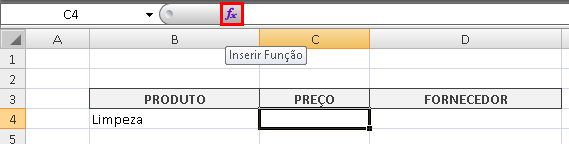 C4 fx
Inserir Função
A B C D
1
2
3 PRODUTO PREÇO FORNECEDOR
4 Limpeza
5